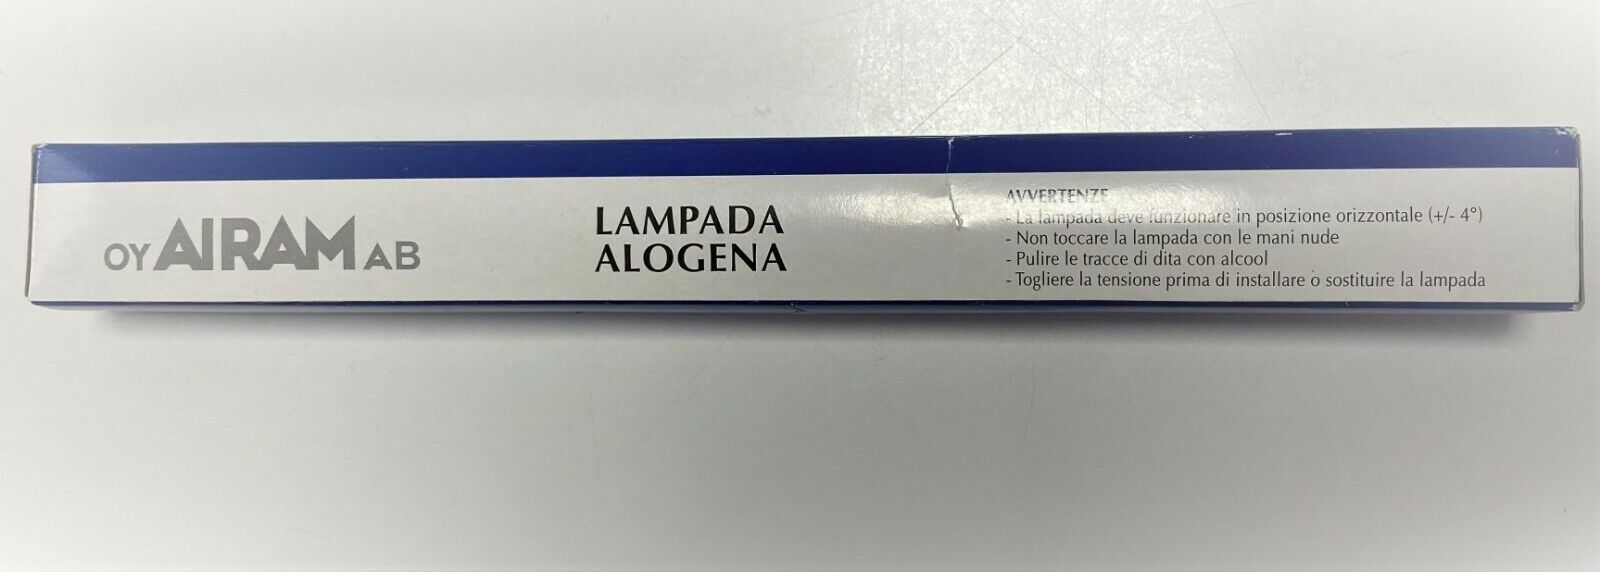 OY AIRAM AB
LAMPADA
ALOGENA
AVVERTENZE
- La lampada deve funzionare in posizione orizzontale (+/- 4°)
- Non toccare la lampada con le mani nude
- Pulire le tracce di dita con alcool
- Togliere la tensione prima di installare o sostituire la lampada